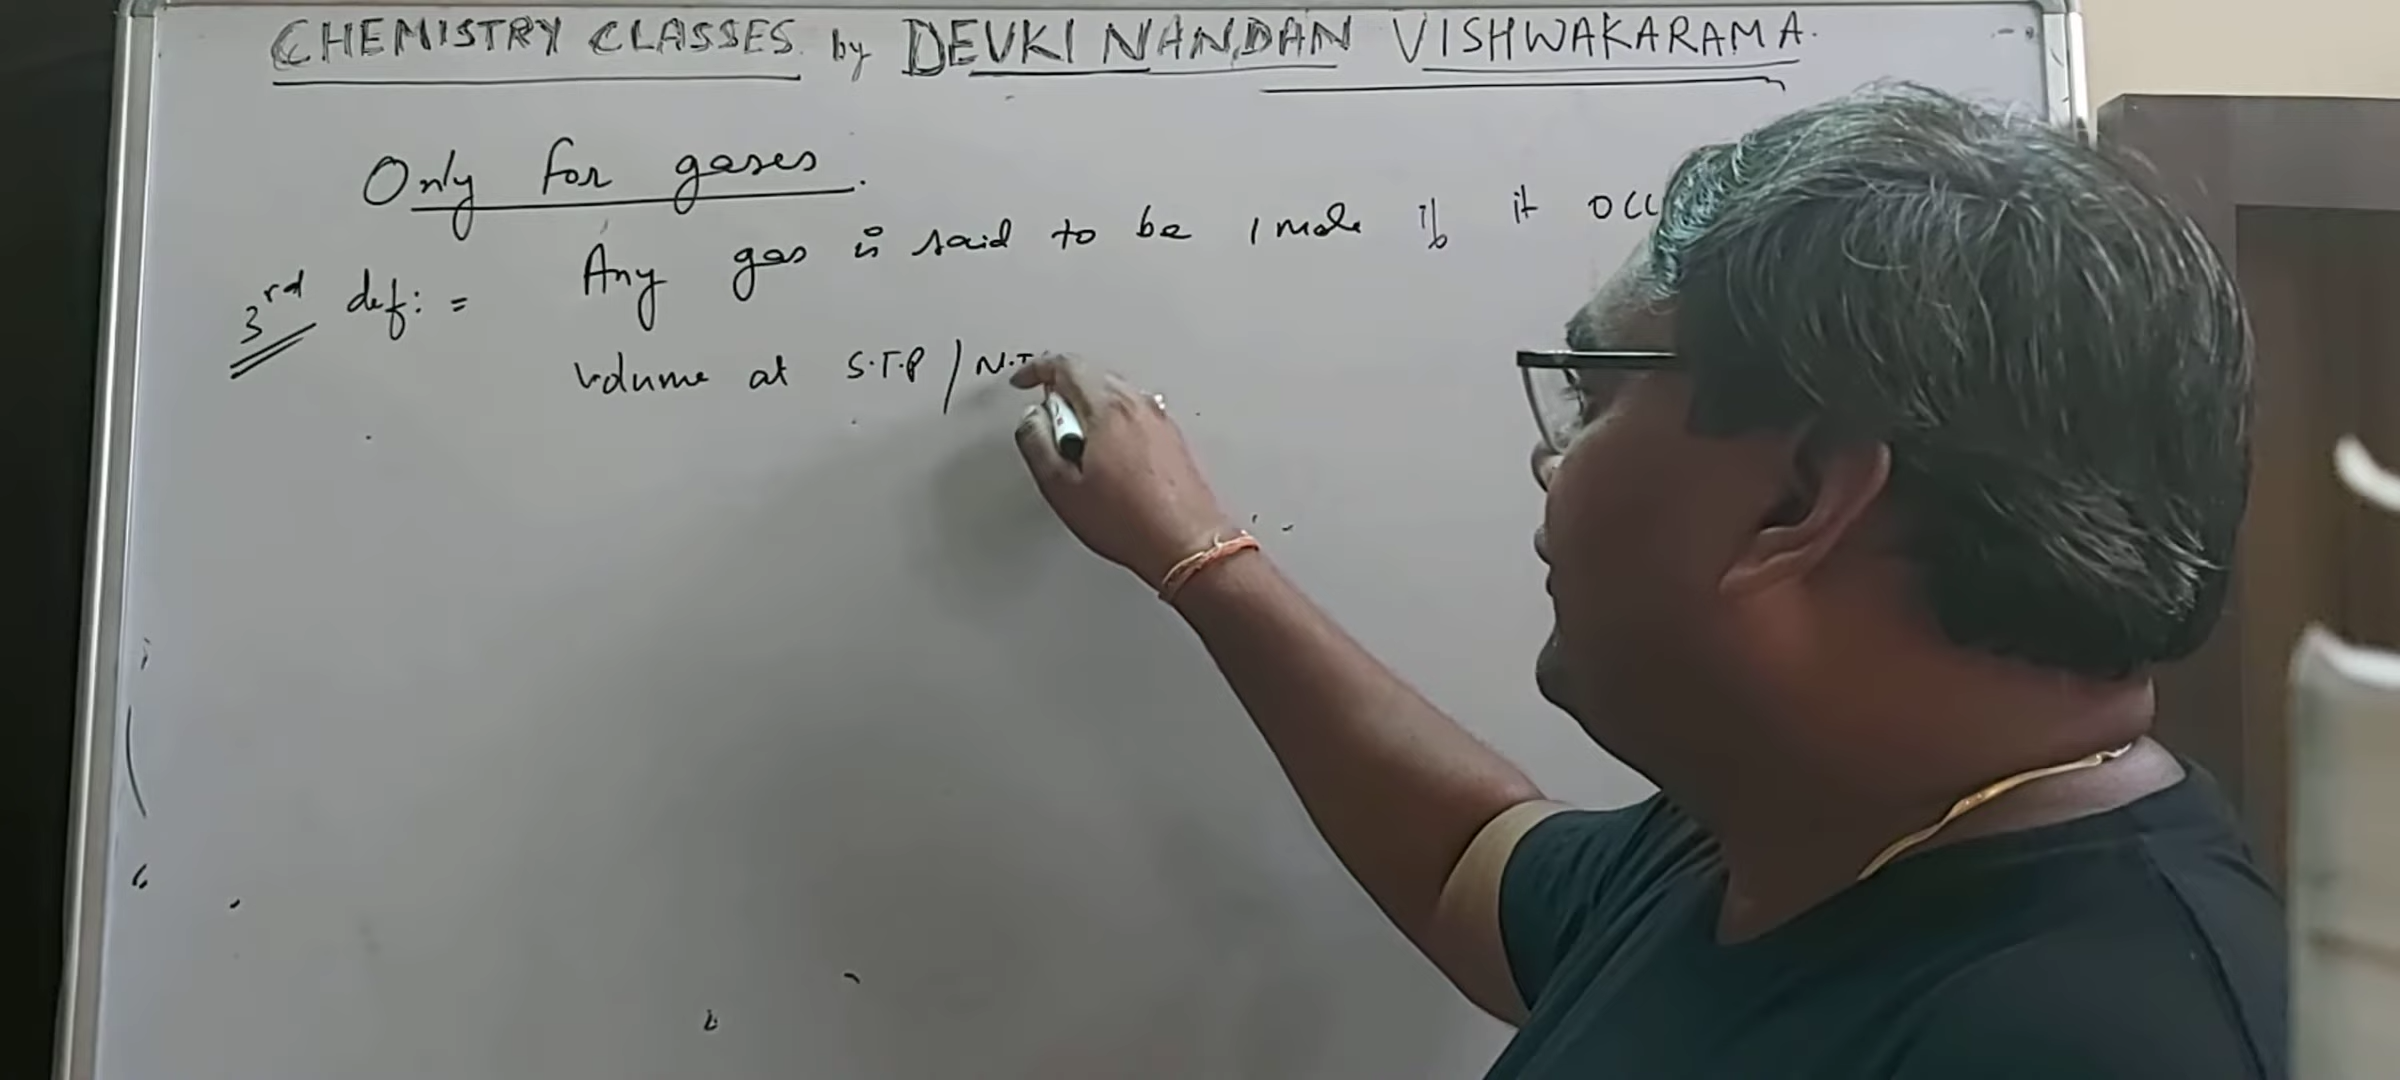 CHEMISTRY CLASSES by DEVKI NANDAN VISHWAKARAMA.
Only for gases.
3rd def: = Any gas is said to be 1 mole if it occ
volume at S.T.P / N.T